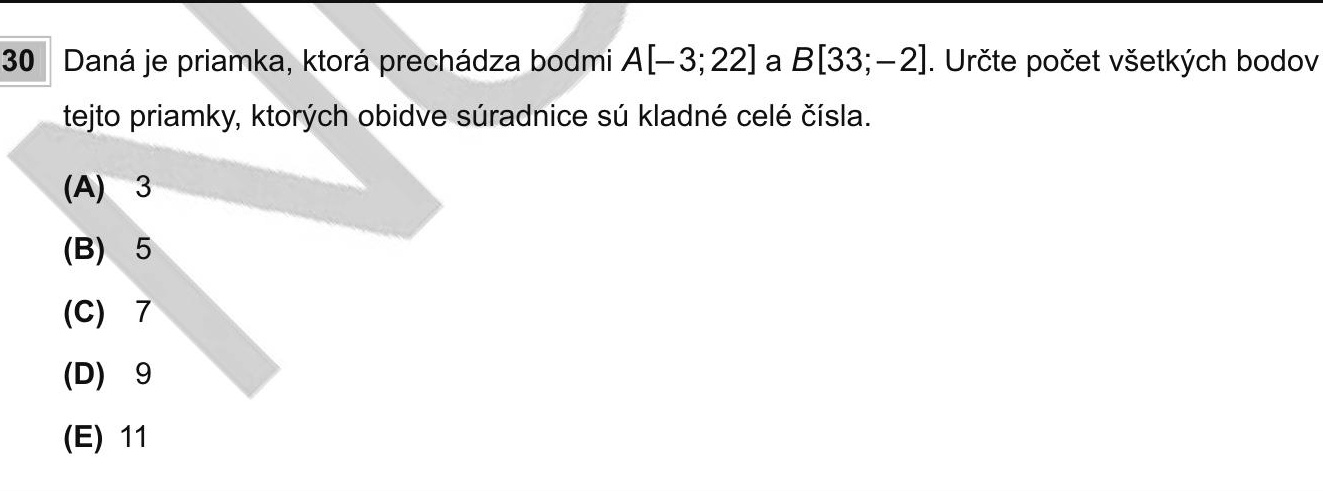 30 Daná je priamka, ktorá prechádza bodmi A[−3; 22] a B[33; −2]. Určte počet všetkých bodov
tejto priamky, ktorých obidve súradnice sú kladné celé čísla.
(A) 3
(B) 5
(C) 7
(D) 9
(E) 11